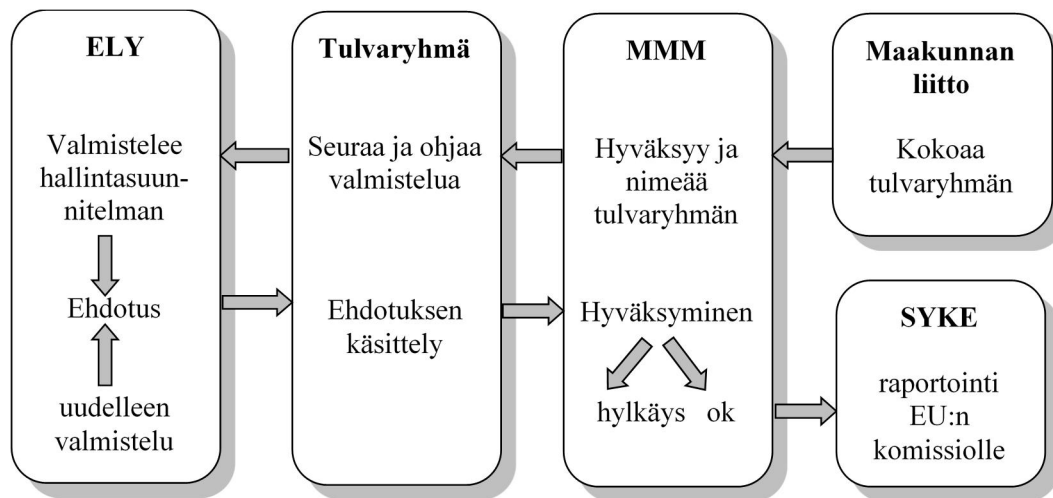 ELY
Valmistelee
hallintasuun-
nitelman
Ehdotus
uudelleen
valmistelu
Tulvaryhmä
Seuraa ja ohjaa
valmistelua
Ehdotuksen
käsittely
MMM
Hyväksyy ja
nimeää
tulvaryhmän
Hyväksyminen
hylkäys ok
Maakunnan
liitto
Kokoaa
tulvaryhmän
SYKE
raportointi
EU:n
komissiolle